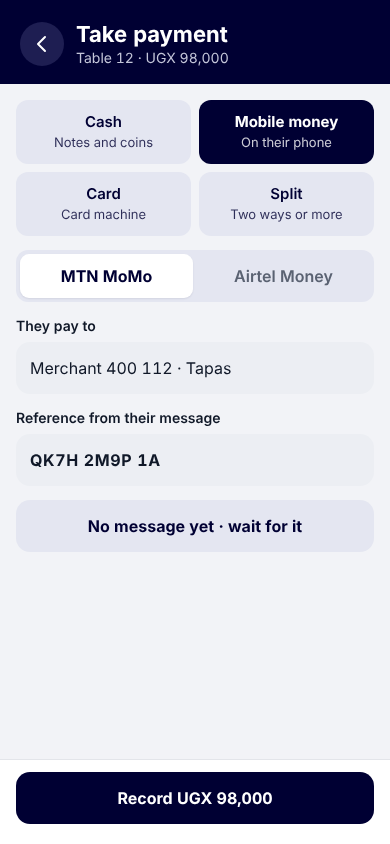 Take payment
Table 12 · UGX 98,000
Cash
Notes and coins
Mobile money
On their phone
Card
Card machine
Split
Two ways or more
MTN MoMo
Airtel Money
They pay to
Merchant 400 112 · Tapas
Reference from their message
QK7H 2M9P 1A
No message yet · wait for it
Record UGX 98,000